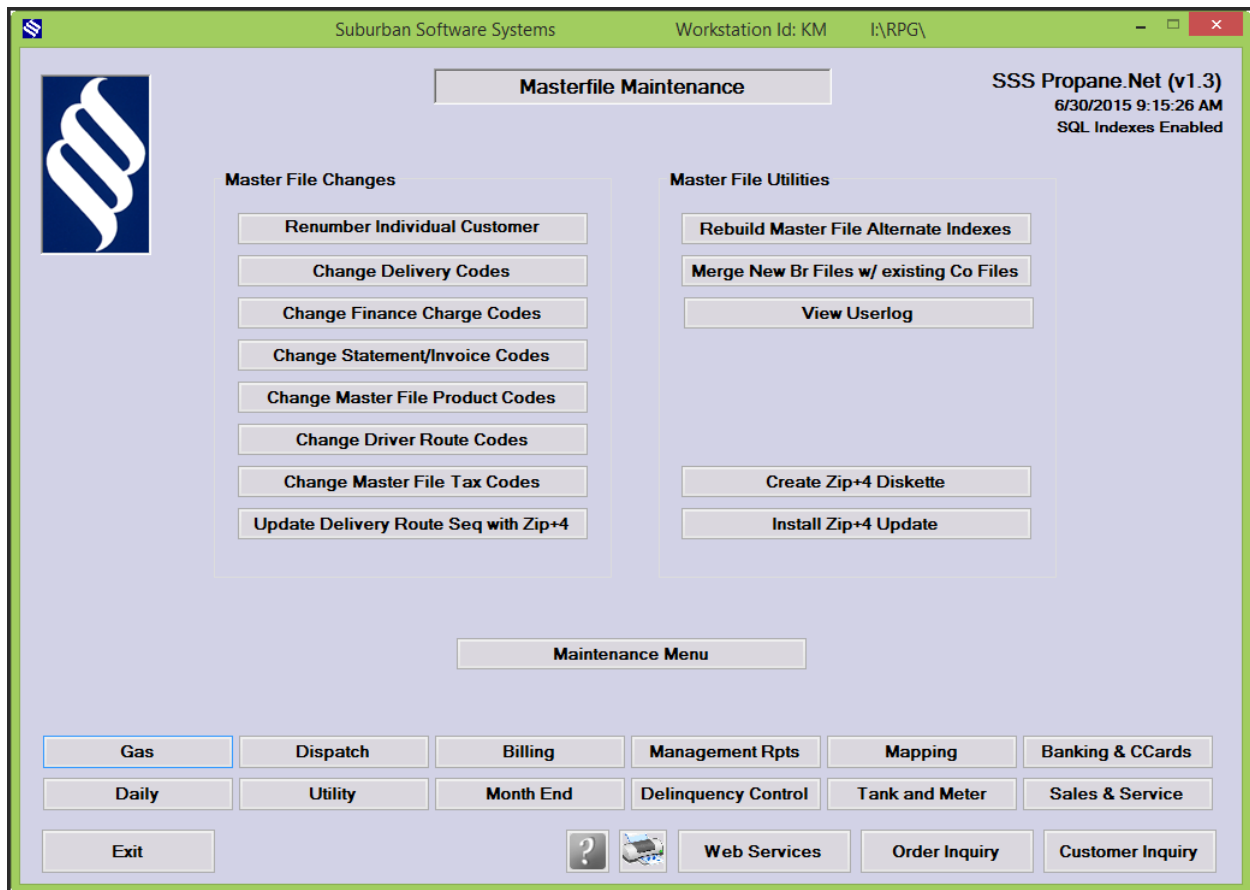 Suburban Software Systems Workstation Id: KM I:\RPG\
Masterfile Maintenance
SSS Propane.Net (v1.3)
6/30/2015 9:15:26 AM
SQL Indexes Enabled
Master File Changes
Renumber Individual Customer
Change Delivery Codes
Change Finance Charge Codes
Change Statement/Invoice Codes
Change Master File Product Codes
Change Driver Route Codes
Change Master File Tax Codes
Update Delivery Route Seq with Zip+4
Master File Utilities
Rebuild Master File Alternate Indexes
Merge New Br Files w/ existing Co Files
View Userlog
Create Zip+4 Diskette
Install Zip+4 Update
Maintenance Menu
Gas Dispatch Billing Management Rpts Mapping Banking & CCards
Daily Utility Month End Delinquency Control Tank and Meter Sales & Service
Exit ? Web Services Order Inquiry Customer Inquiry